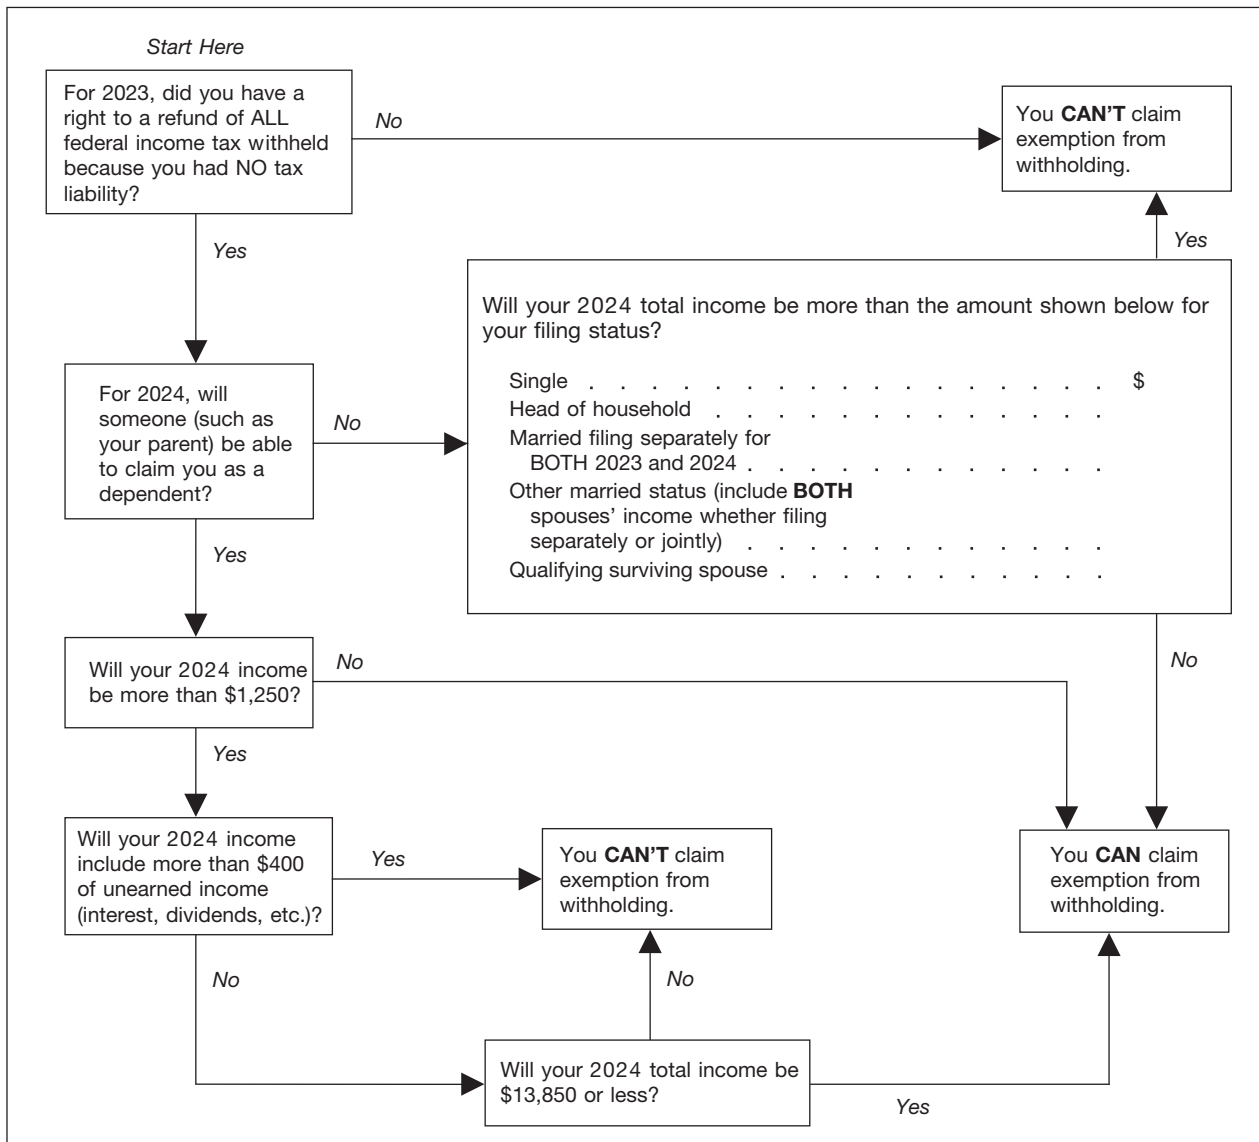 Start Here
For 2023, did you have a
right to a refund of ALL
federal income tax withheld
because you had NO tax
liability?
No
You CAN'T claim
exemption from
withholding.
Yes
Yes
Will your 2024 total income be more than the amount shown below for
your filing status?
Single . . . . . . . . . . . . . . . . . $
Head of household . . . . . . . . . . . . .
Married filing separately for
BOTH 2023 and 2024 . . . . . . . . . . . .
Other married status (include BOTH
spouses' income whether filing
separately or jointly) . . . . . . . . . . . .
Qualifying surviving spouse . . . . . . . . . . .
For 2024, will
someone (such as
your parent) be able
to claim you as a
dependent?
No
Yes
Will your 2024 income
be more than $1,250?
No
No
Yes
Will your 2024 income
include more than $400
of unearned income
(interest, dividends, etc.)?
Yes
You CAN'T claim
exemption from
withholding.
You CAN claim
exemption from
withholding.
No
No
Will your 2024 total income be
$13,850 or less?
Yes